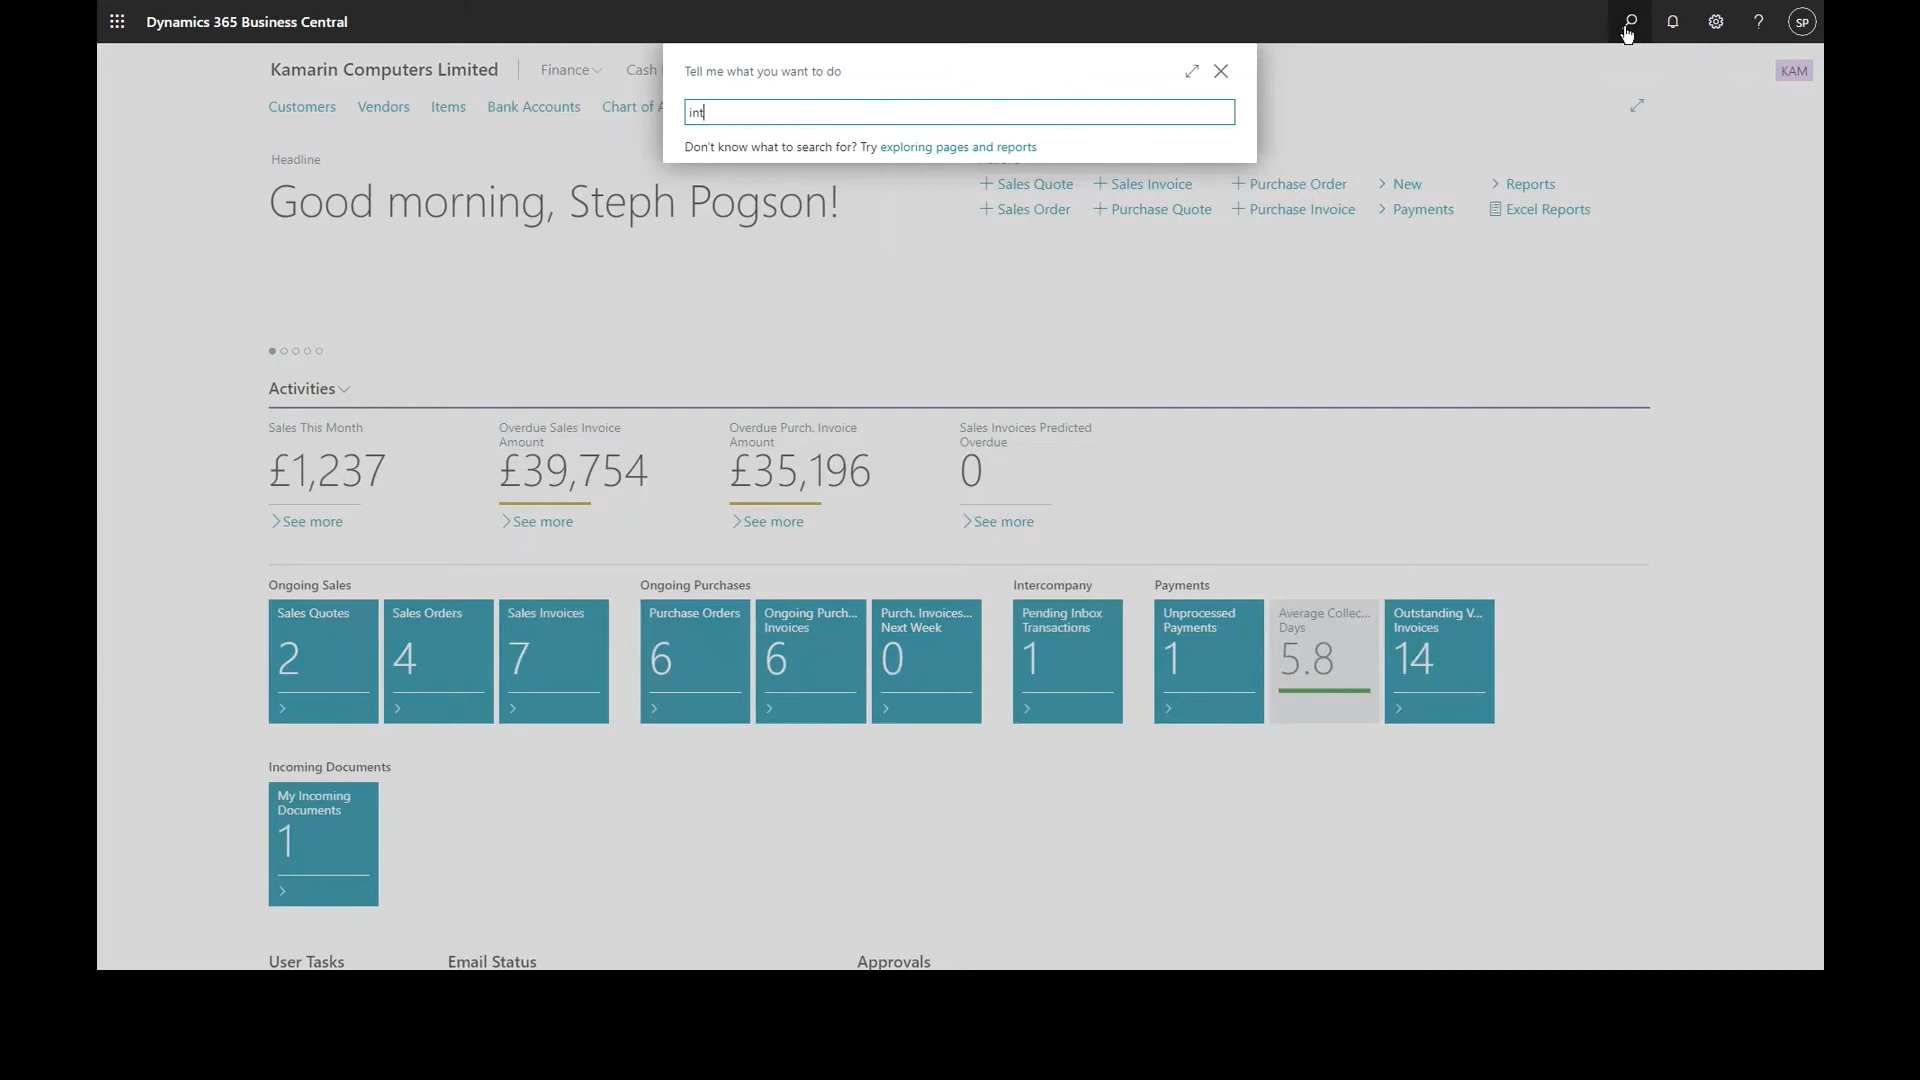 Dynamics 365 Business Central
SP
Kamarin Computers Limited
Finance
Cash
KAM
Tell me what you want to do
int
Don't know what to search for? Try exploring pages and reports
Customers
Vendors
Items
Bank Accounts
Chart of
Headline
Good morning, Steph Pogson!
+ Sales Quote
+ Sales Invoice
+ Purchase Order
> New
> Reports
+ Sales Order
+ Purchase Quote
+ Purchase Invoice
> Payments
Excel Reports
Activities
Sales This Month
£1,237
> See more
Overdue Sales Invoice
Amount
£39,754
> See more
Overdue Purch. Invoice
Amount
£35,196
> See more
Sales Invoices Predicted
Overdue
0
> See more
Ongoing Sales
Sales Quotes
2
Sales Orders
4
Sales Invoices
7
Ongoing Purchases
Purchase Orders
6
Ongoing Purch...
Invoices
6
Purch. Invoices...
Next Week
0
Intercompany
Pending Inbox
Transactions
1
Payments
Unprocessed
Payments
1
Average Collec...
Days
5.8
Outstanding V...
Invoices
14
Incoming Documents
My Incoming
Documents
1
User Tasks
Email Status
Approvals